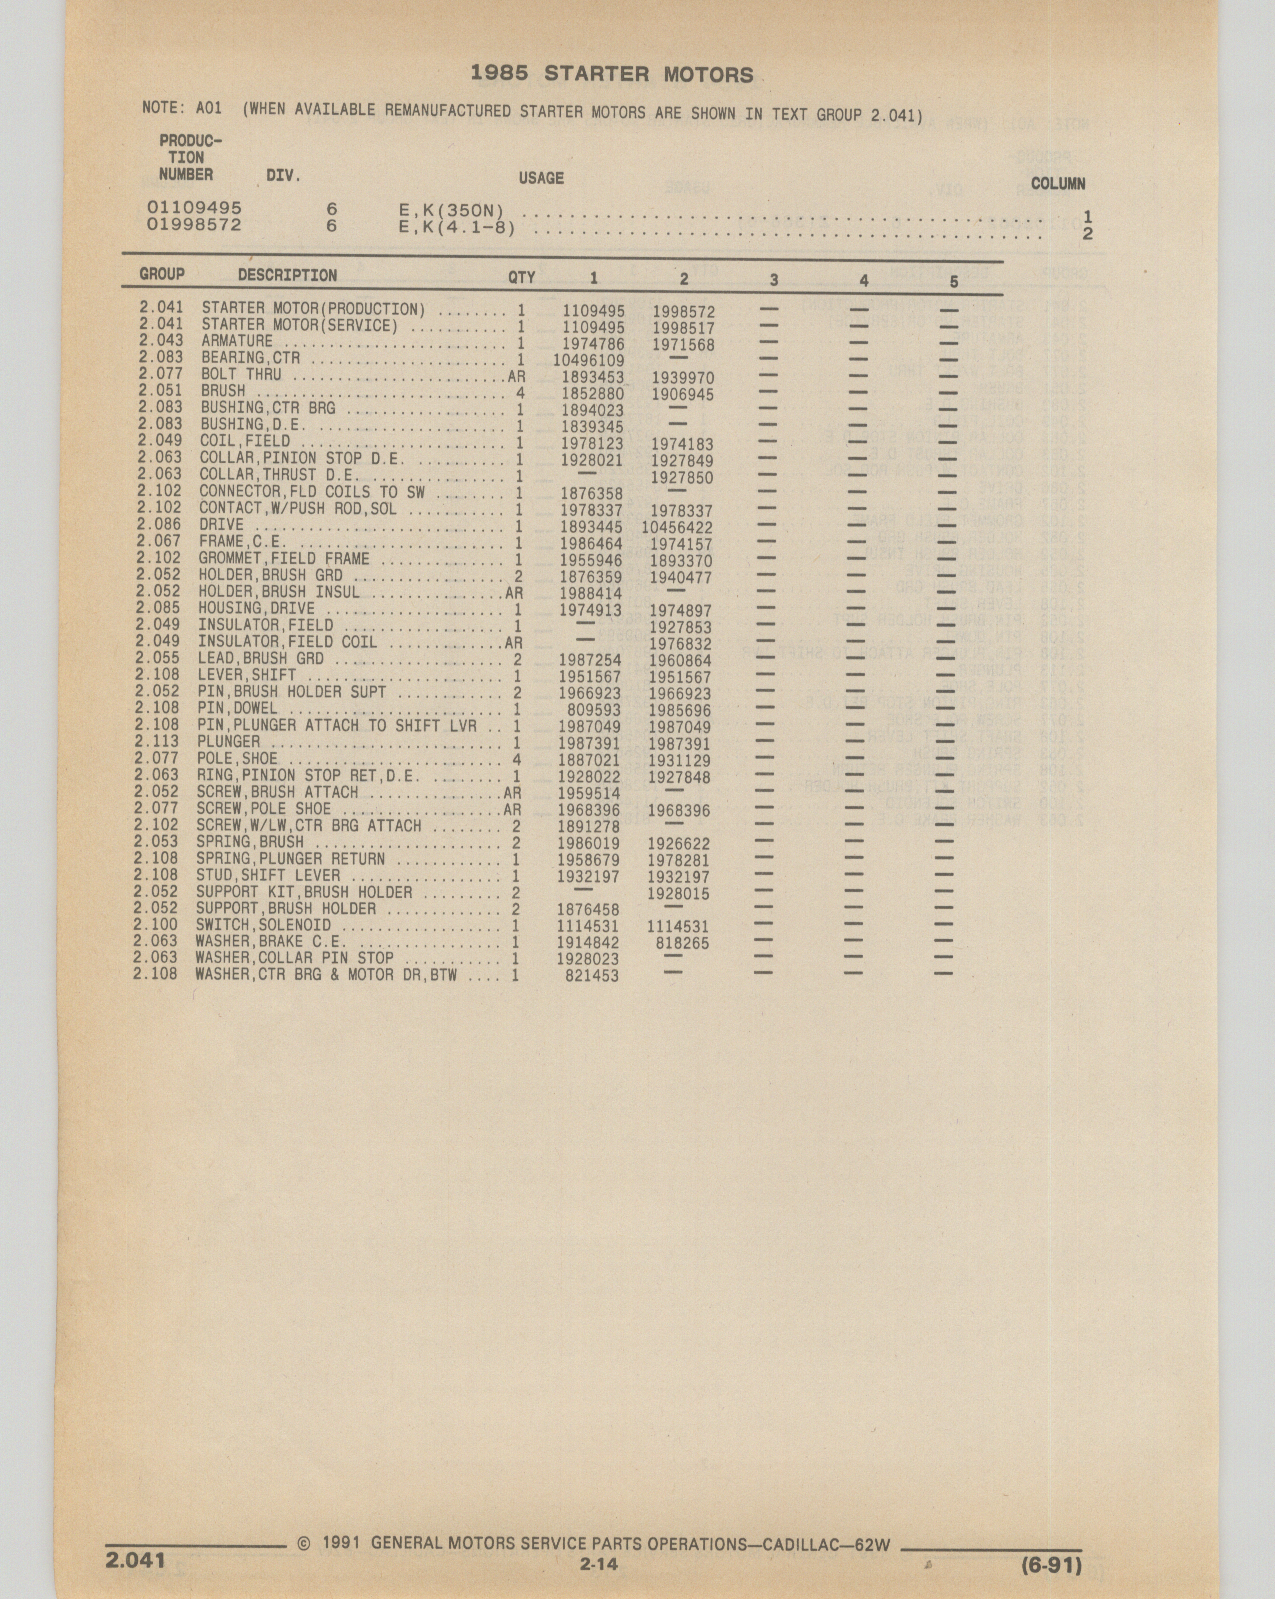 1985 STARTER MOTORS
NOTE: A01 (WHEN AVAILABLE REMANUFACTURED STARTER MOTORS ARE SHOWN IN TEXT GROUP 2.041)
PRODUC-
TION
NUMBER DIV. USAGE COLUMN
01109495 6 E,K(350N) ............................................ 1
01998572 6 E,K(4.1-8) ........................................... 2
GROUP DESCRIPTION QTY 1 2 3 4 5
2.041 STARTER MOTOR(PRODUCTION) ........ 1 1109495 1998572 — — —
2.041 STARTER MOTOR(SERVICE) ........... 1 1109495 1998517 — — —
2.043 ARMATURE ......................... 1 1974786 1971568 — — —
2.083 BEARING,CTR ...................... 1 10496109 — — — —
2.077 BOLT THRU ........................AR 1893453 1939970 — — —
2.051 BRUSH ............................ 4 1852880 1906945 — — —
2.083 BUSHING,CTR BRG .................. 1 1894023 — — — —
2.083 BUSHING,D.E. ..................... 1 1839345 — — — —
2.049 COIL,FIELD ....................... 1 1978123 1974183 — — —
2.063 COLLAR,PINION STOP D.E. .......... 1 1928021 1927849 — — —
2.063 COLLAR,THRUST D.E. ............... 1 — 1927850 — — —
2.102 CONNECTOR,FLD COILS TO SW ........ 1 1876358 — — — —
2.102 CONTACT,W/PUSH ROD,SOL ........... 1 1978337 1978337 — — —
2.086 DRIVE ............................ 1 1893445 10456422 — — —
2.067 FRAME,C.E. ....................... 1 1986464 1974157 — — —
2.102 GROMMET,FIELD FRAME .............. 1 1955946 1893370 — — —
2.052 HOLDER,BRUSH GRD ................. 2 1876359 1940477 — — —
2.052 HOLDER,BRUSH INSUL ...............AR 1988414 — — — —
2.085 HOUSING,DRIVE .................... 1 1974913 1974897 — — —
2.049 INSULATOR,FIELD .................. 1 — 1927853 — — —
2.049 INSULATOR,FIELD COIL .............AR — 1976832 — — —
2.055 LEAD,BRUSH GRD ................... 2 1987254 1960864 — — —
2.108 LEVER,SHIFT ...................... 1 1951567 1951567 — — —
2.052 PIN,BRUSH HOLDER SUPT ............ 2 1966923 1966923 — — —
2.108 PIN,DOWEL ........................ 1 809593 1985696 — — —
2.108 PIN,PLUNGER ATTACH TO SHIFT LVR .. 1 1987049 1987049 — — —
2.113 PLUNGER .......................... 1 1987391 1987391 — — —
2.077 POLE,SHOE ........................ 4 1887021 1931129 — — —
2.063 RING,PINION STOP RET,D.E. ........ 1 1928022 1927848 — — —
2.052 SCREW,BRUSH ATTACH ...............AR 1959514 — — — —
2.077 SCREW,POLE SHOE ..................AR 1968396 1968396 — — —
2.102 SCREW,W/LW,CTR BRG ATTACH ........ 2 1891278 — — — —
2.053 SPRING,BRUSH ..................... 2 1986019 1926622 — — —
2.108 SPRING,PLUNGER RETURN ............ 1 1958679 1978281 — — —
2.108 STUD,SHIFT LEVER ................. 1 1932197 1932197 — — —
2.052 SUPPORT KIT,BRUSH HOLDER ......... 2 — 1928015 — — —
2.052 SUPPORT,BRUSH HOLDER ............. 2 1876458 — — — —
2.100 SWITCH,SOLENOID .................. 1 1114531 1114531 — — —
2.063 WASHER,BRAKE C.E. ................ 1 1914842 818265 — — —
2.063 WASHER,COLLAR PIN STOP ........... 1 1928023 — — — —
2.108 WASHER,CTR BRG & MOTOR DR,BTW .... 1 821453 — — — —
© 1991 GENERAL MOTORS SERVICE PARTS OPERATIONS—CADILLAC—62W
2.041 2-14 (6-91)